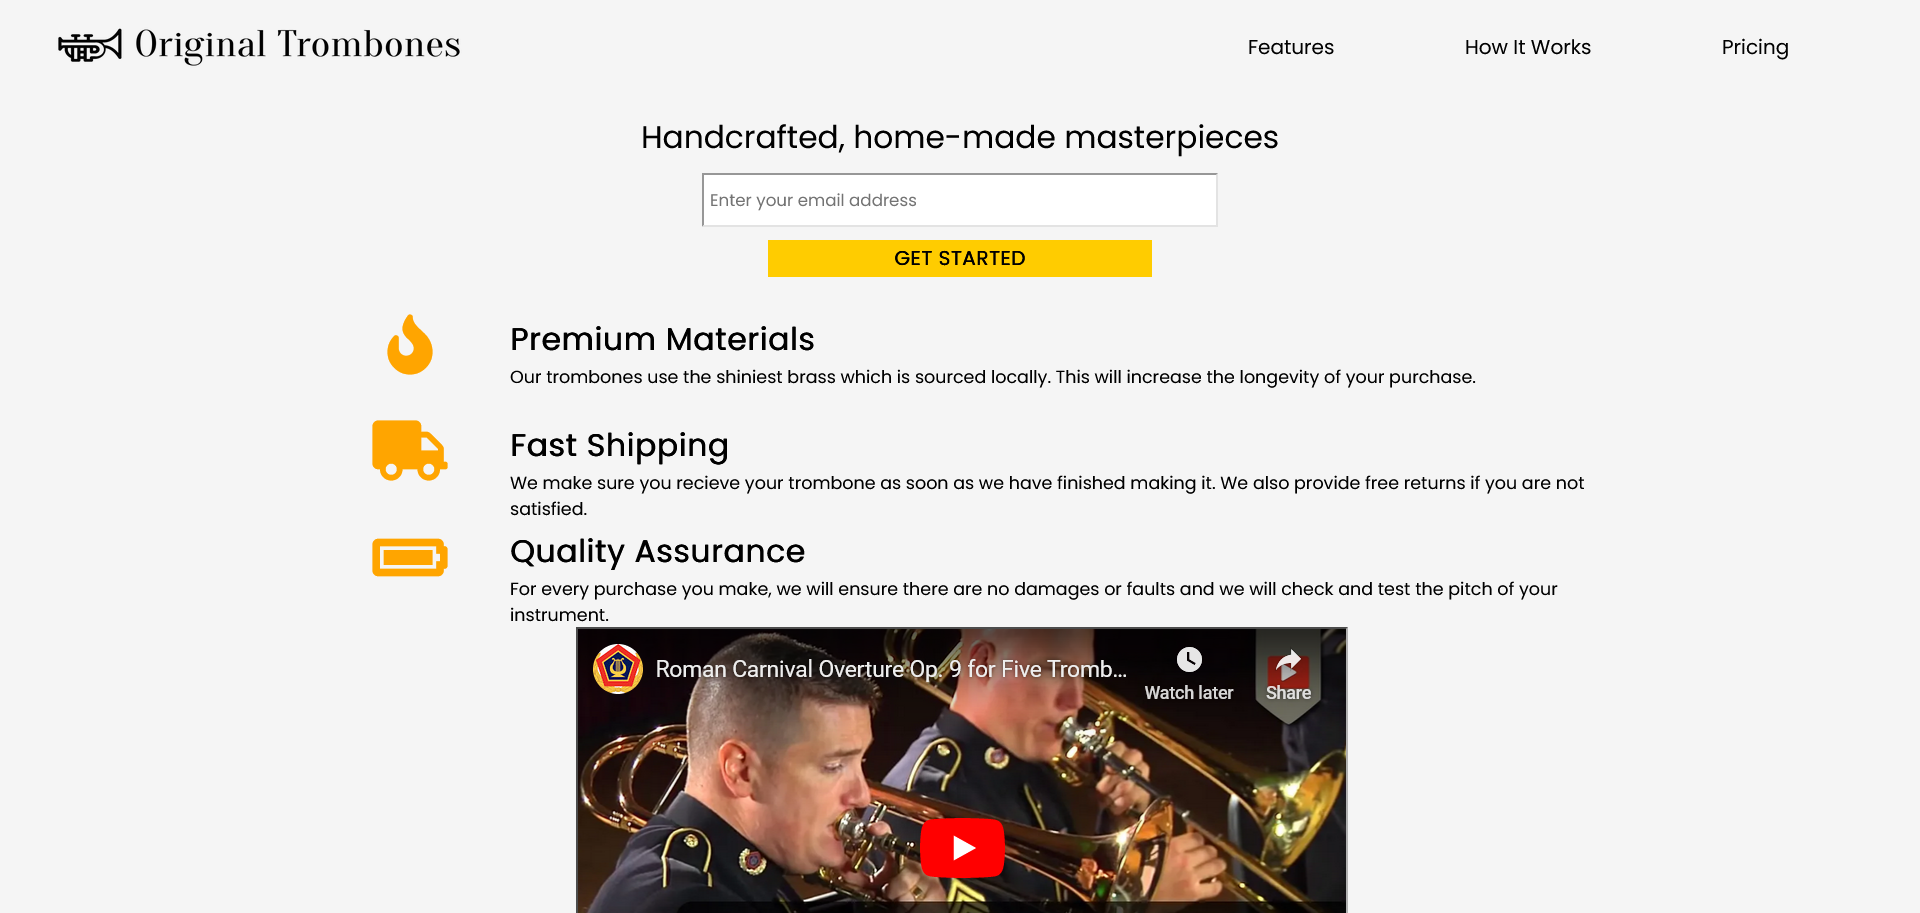 Original Trombones
Features
How It Works
Pricing
Handcrafted, home-made masterpieces
Enter your email address
GET STARTED
Premium Materials
Our trombones use the shiniest brass which is sourced locally. This will increase the longevity of your purchase.
Fast Shipping
We make sure you recieve your trombone as soon as we have finished making it. We also provide free returns if you are not
satisfied.
Quality Assurance
For every purchase you make, we will ensure there are no damages or faults and we will check and test the pitch of your
instrument.
Roman Carnival Overture Op. 9 for Five Tromb...
Watch later
Share